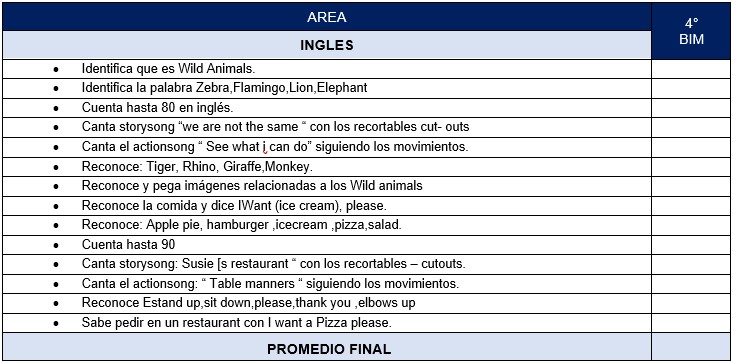 AREA
4°
BIM
INGLES
• Identifica que es Wild Animals.
• Identifica la palabra Zebra,Flamingo,Lion,Elephant
• Cuenta hasta 80 en inglés.
• Canta storysong “we are not the same “ con los recortables cut- outs
• Canta el actionsong “ See what i can do” siguiendo los movimientos.
• Reconoce: Tiger, Rhino, Giraffe,Monkey.
• Reconoce y pega imágenes relacionadas a los Wild animals
• Reconoce la comida y dice IWant (ice cream), please.
• Reconoce: Apple pie, hamburger ,icecream ,pizza,salad.
• Cuenta hasta 90
• Canta storysong: Susie [s restaurant “ con los recortables – cutouts.
• Canta el actionsong: “ Table manners “ siguiendo los movimientos.
• Reconoce Estand up,sit down,please,thank you ,elbows up
• Sabe pedir en un restaurant con I want a Pizza please.
PROMEDIO FINAL